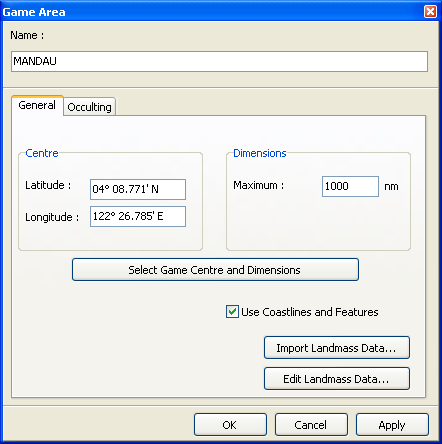 Game Area
Name :
MANDAU
General Occulting
Centre Dimensions
Latitude : 04° 08.771' N Maximum : 1000 nm
Longitude : 122° 26.785' E
Select Game Centre and Dimensions
Use Coastlines and Features
Import Landmass Data...
Edit Landmass Data...
OK Cancel Apply